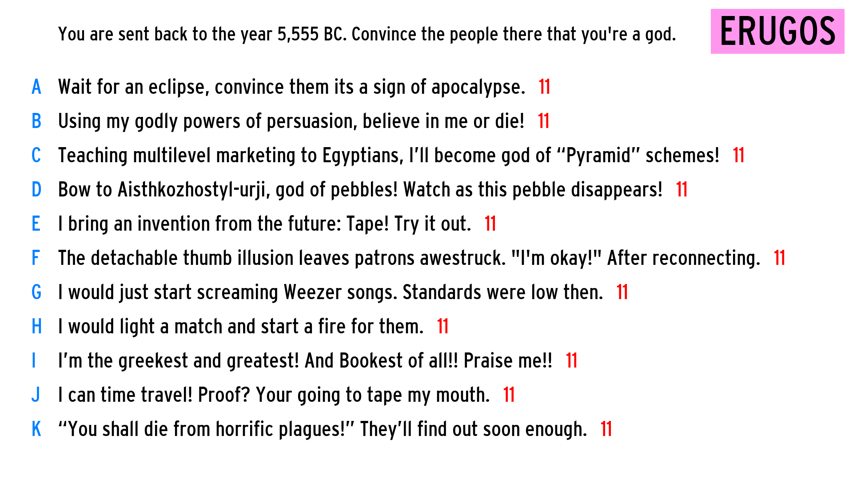 You are sent back to the year 5,555 BC. Convince the people there that you're a god.
ERUGOS
A Wait for an eclipse, convince them its a sign of apocalypse. 11
B Using my godly powers of persuasion, believe in me or die! 11
C Teaching multilevel marketing to Egyptians, I’ll become god of “Pyramid” schemes! 11
D Bow to Aisthkozhostyl-urji, god of pebbles! Watch as this pebble disappears! 11
E I bring an invention from the future: Tape! Try it out. 11
F The detachable thumb illusion leaves patrons awestruck. "I'm okay!" After reconnecting. 11
G I would just start screaming Weezer songs. Standards were low then. 11
H I would light a match and start a fire for them. 11
I I’m the greekest and greatest! And Bookest of all!! Praise me!! 11
J I can time travel! Proof? Your going to tape my mouth. 11
K “You shall die from horrific plagues!” They’ll find out soon enough. 11